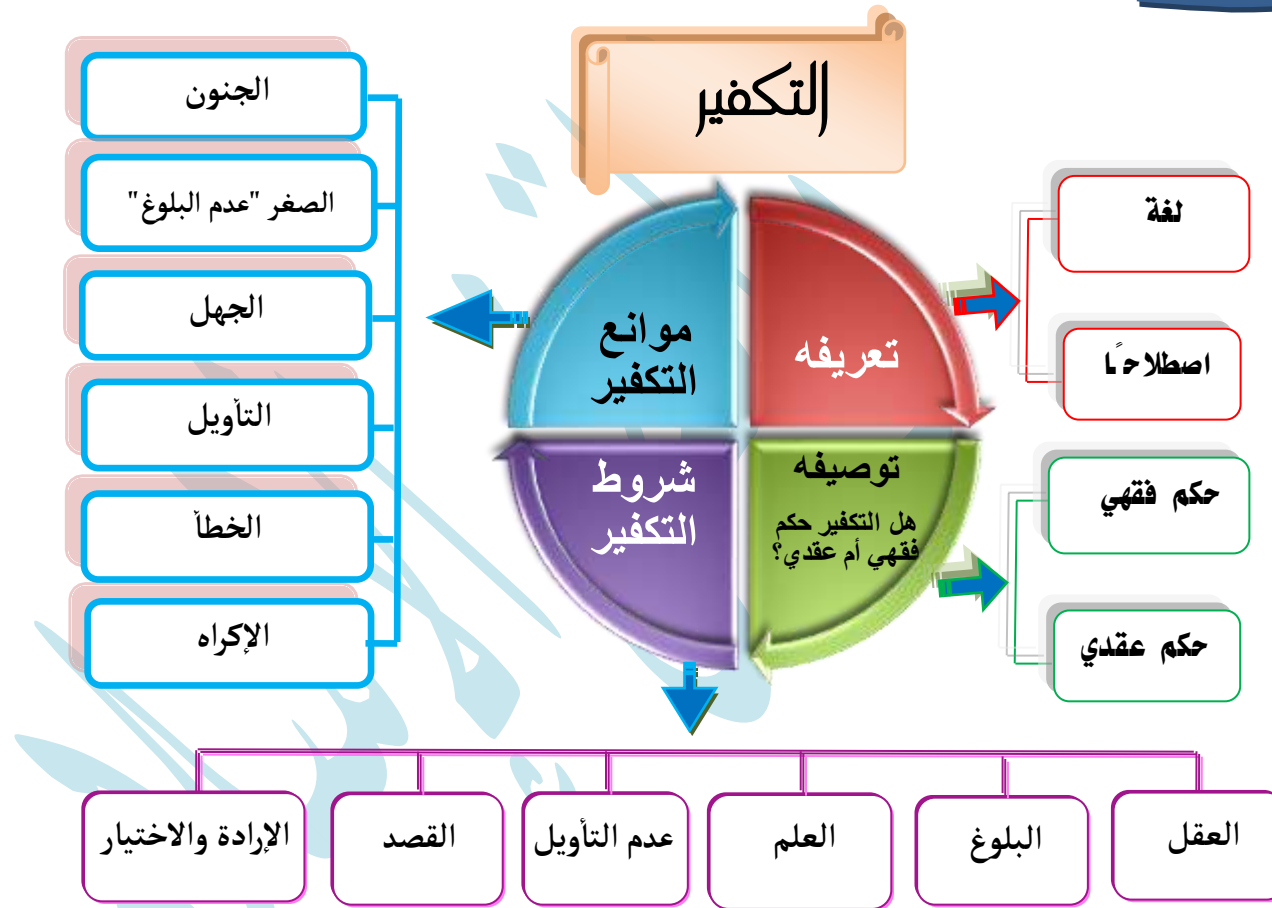 التكفير
تعريفه
لغة
اصطلاحًا
توصيفه
هل التكفير حكم
فقهي أم عقدي؟
حكم فقهي
حكم عقدي
شروط
التكفير
العقل
البلوغ
العلم
عدم التأويل
القصد
الإرادة والاختيار
موانع
التكفير
الجنون
الصغر "عدم البلوغ"
الجهل
التأويل
الخطأ
الإكراه